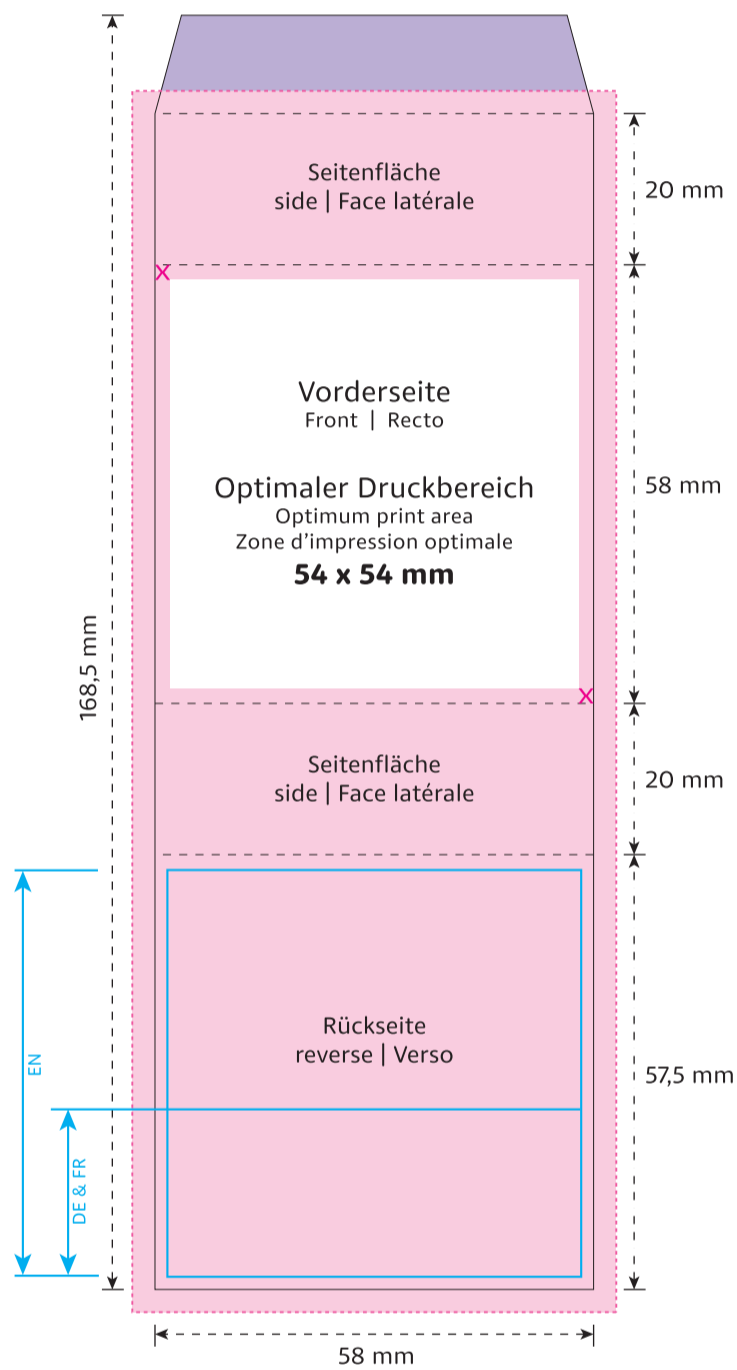 Seitenfläche
side | Face latérale
20 mm
x
Vorderseite
Front | Recto
Optimaler Druckbereich
Optimum print area
Zone d’impression optimale
54 x 54 mm
58 mm
168,5 mm
x
Seitenfläche
side | Face latérale
20 mm
Rückseite
reverse | Verso
EN
57,5 mm
DE & FR
58 mm